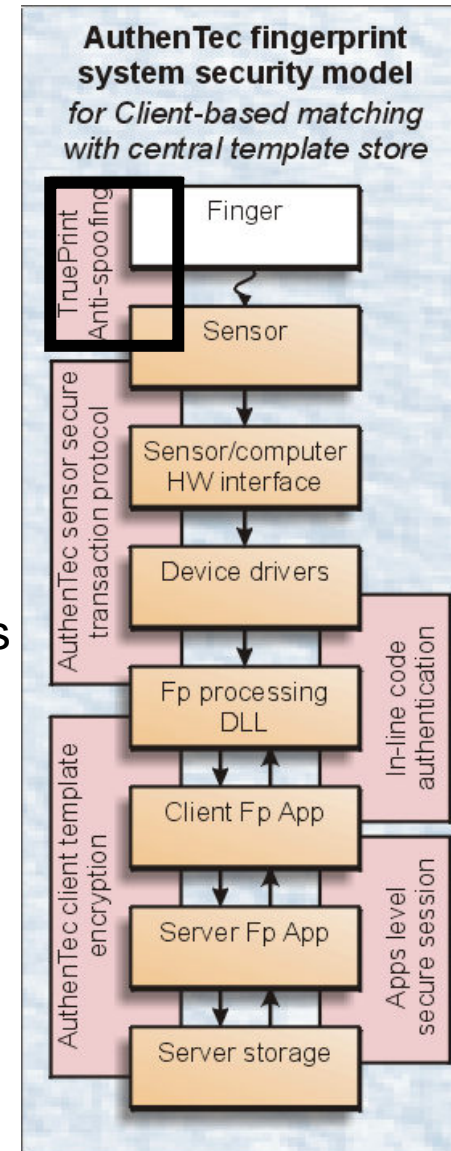 AuthenTec fingerprint
system security model
for Client-based matching
with central template store
TruePrint
Anti-spoofing
Finger
Sensor
AuthenTec sensor secure
transaction protocol
Sensor/computer
HW interface
Device drivers
s
Fp processing
DLL
In-line code
authentication
AuthenTec client template
encryption
Client Fp App
Server Fp App
Apps level
secure session
Server storage